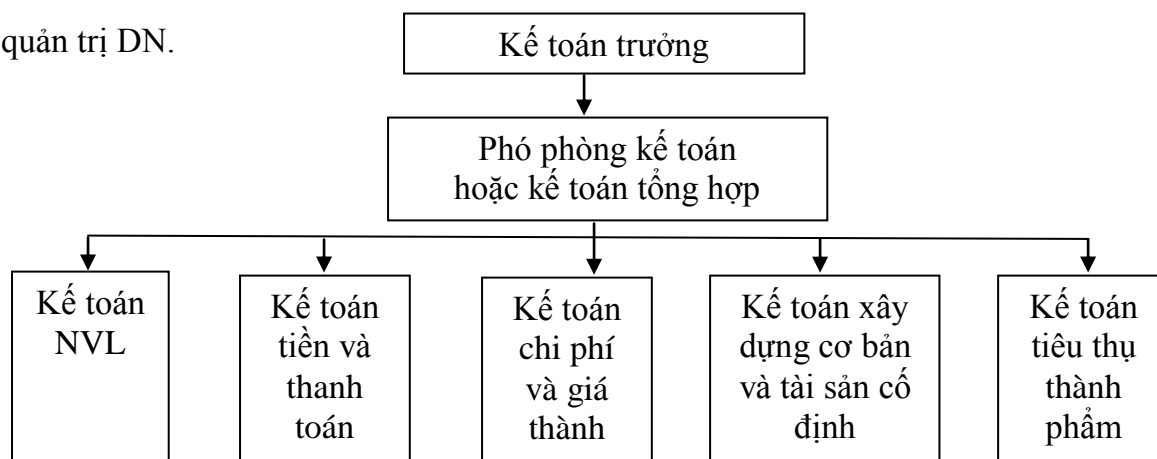 quản trị DN.
Kế toán trưởng
Phó phòng kế toán
hoặc kế toán tổng hợp
Kế toán
NVL
Kế toán
tiền và
thanh
toán
Kế toán
chi phí
và giá
thành
Kế toán xây
dựng cơ bản
và tài sản cố
định
Kế toán
tiêu thụ
thành
phẩm